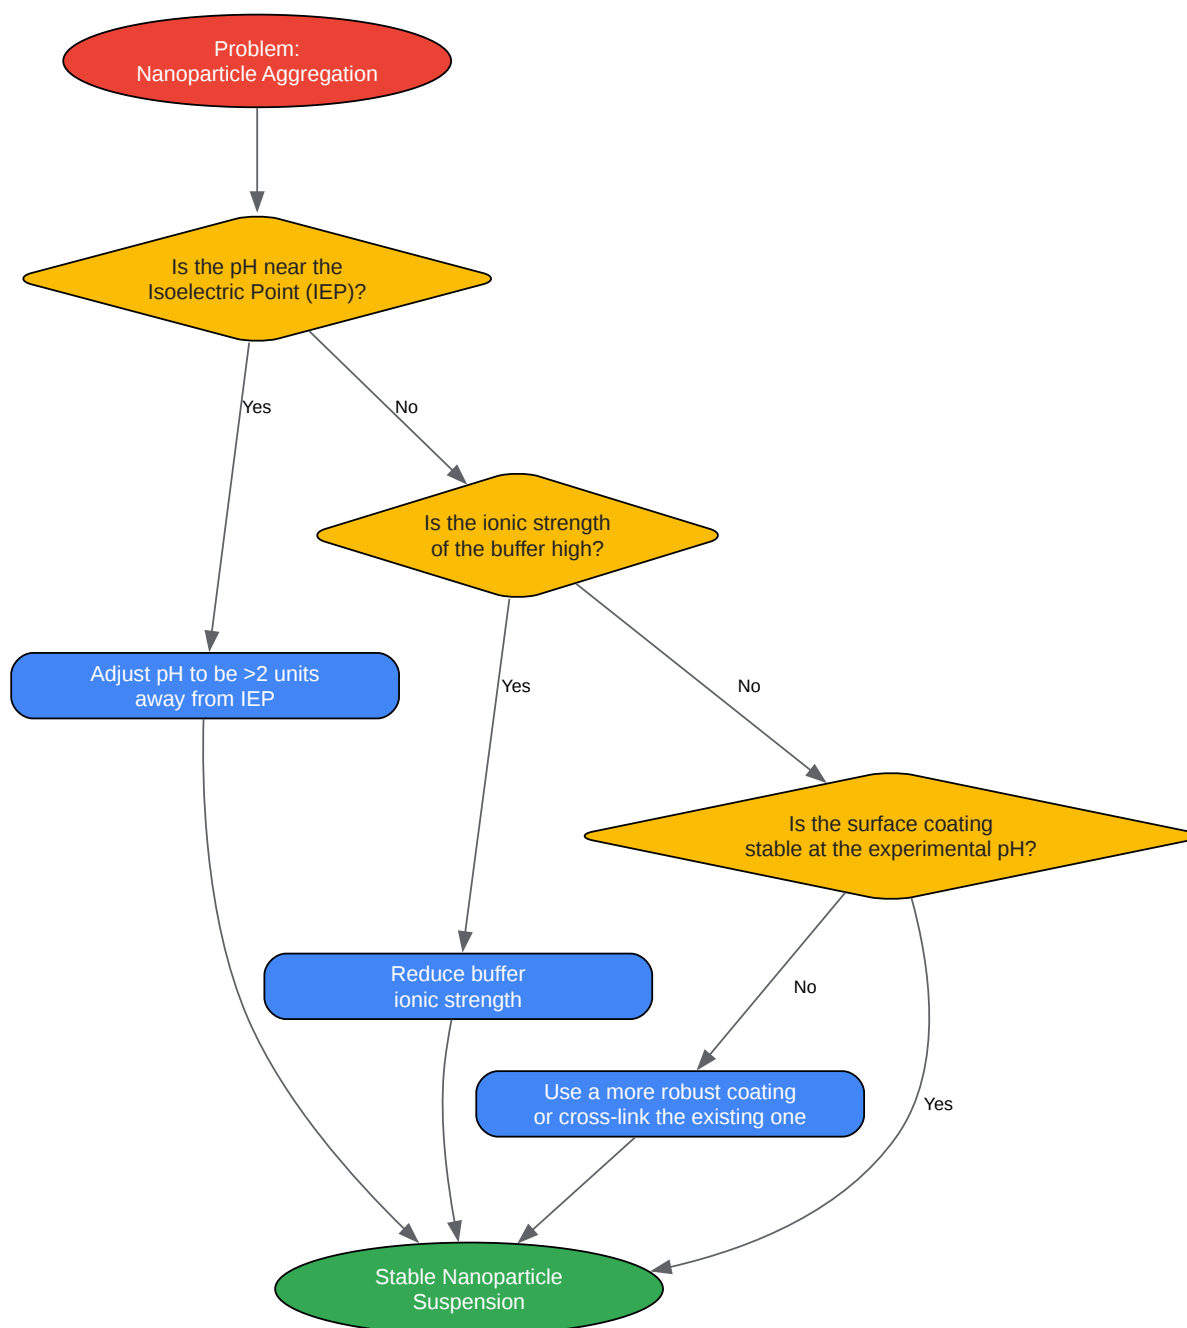 Problem:
Nanoparticle Aggregation
Is the pH near the
Isoelectric Point (IEP)?
Yes
No
Is the ionic strength
of the buffer high?
Adjust pH to be >2 units
away from IEP
Yes
No
Is the surface coating
stable at the experimental pH?
Reduce buffer
ionic strength
No
Use a more robust coating
or cross-link the existing one
Yes
Stable Nanoparticle
Suspension